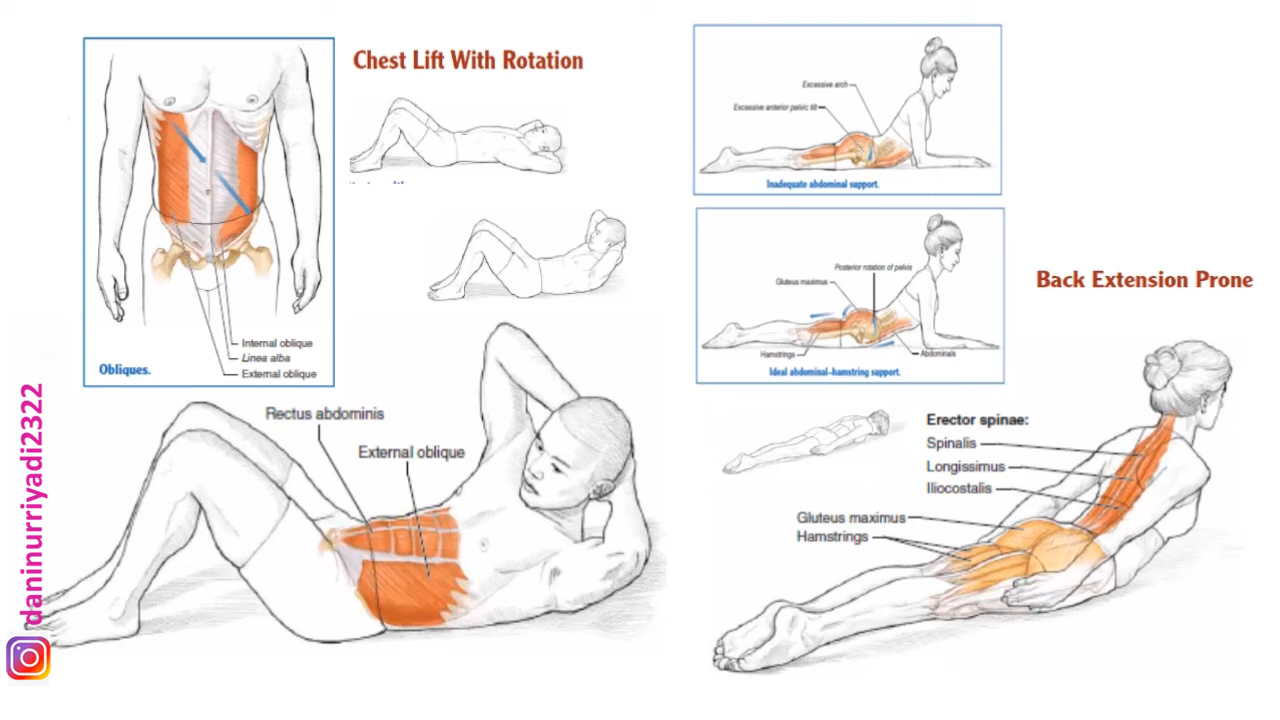 Chest Lift With Rotation
Internal oblique
Linea alba
External oblique
Obliques.
Rectus abdominis
External oblique
Excessive arch
Excessive anterior pelvic tilt
Inadequate abdominal support.
Posterior rotation of pelvis
Gluteus maximus
Hamstrings
Abdominals
Ideal abdominal–hamstring support.
Back Extension Prone
Erector spinae:
Spinalis
Longissimus
Iliocostalis
Gluteus maximus
Hamstrings
daninurriyadi2322